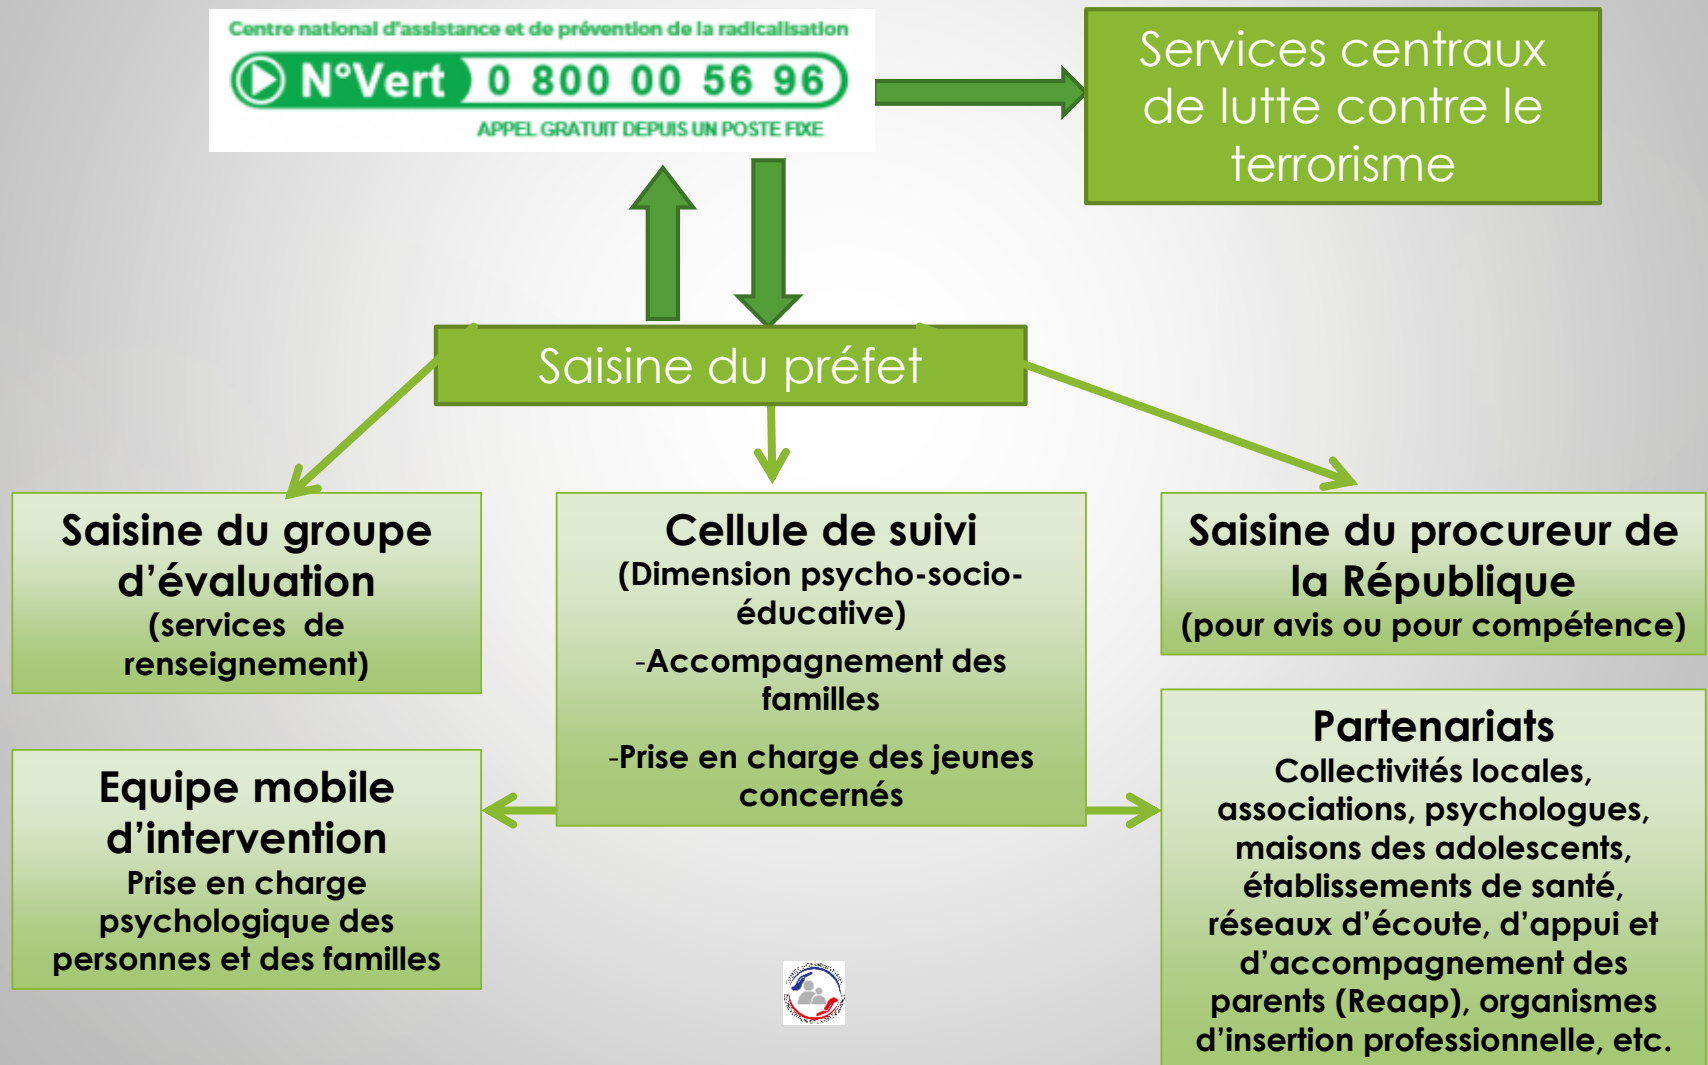 Centre national d'assistance et de prévention de la radicalisation
N°Vert 0 800 00 56 96
APPEL GRATUIT DEPUIS UN POSTE FIXE
Services centraux
de lutte contre le
terrorisme
Saisine du préfet
Saisine du groupe
d’évaluation
(services de
renseignement)
Cellule de suivi
(Dimension psycho-socio-
éducative)
-Accompagnement des
familles
-Prise en charge des jeunes
concernés
Saisine du procureur de
la République
(pour avis ou pour compétence)
Equipe mobile
d’intervention
Prise en charge
psychologique des
personnes et des familles
Partenariats
Collectivités locales,
associations, psychologues,
maisons des adolescents,
établissements de santé,
réseaux d’écoute, d’appui et
d’accompagnement des
parents (Reaap), organismes
d’insertion professionnelle, etc.